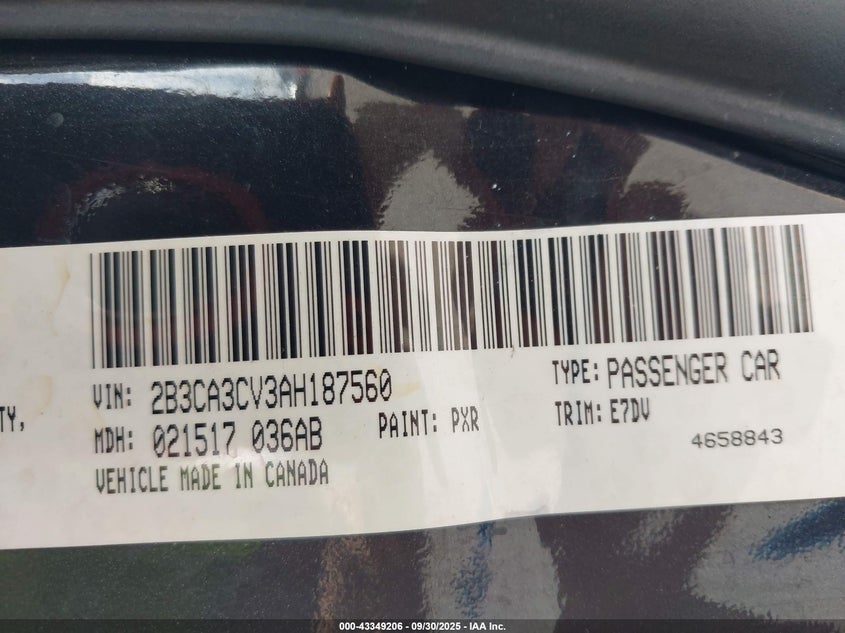 TY,
VIN: 2B3CA3CV3AH187560
TYPE: PASSENGER CAR
MDH: 021517 036AB
PAINT: PXR
TRIM: E7DV
VEHICLE MADE IN CANADA
4658843
000-43349206 - 09/30/2025 - IAA Inc.